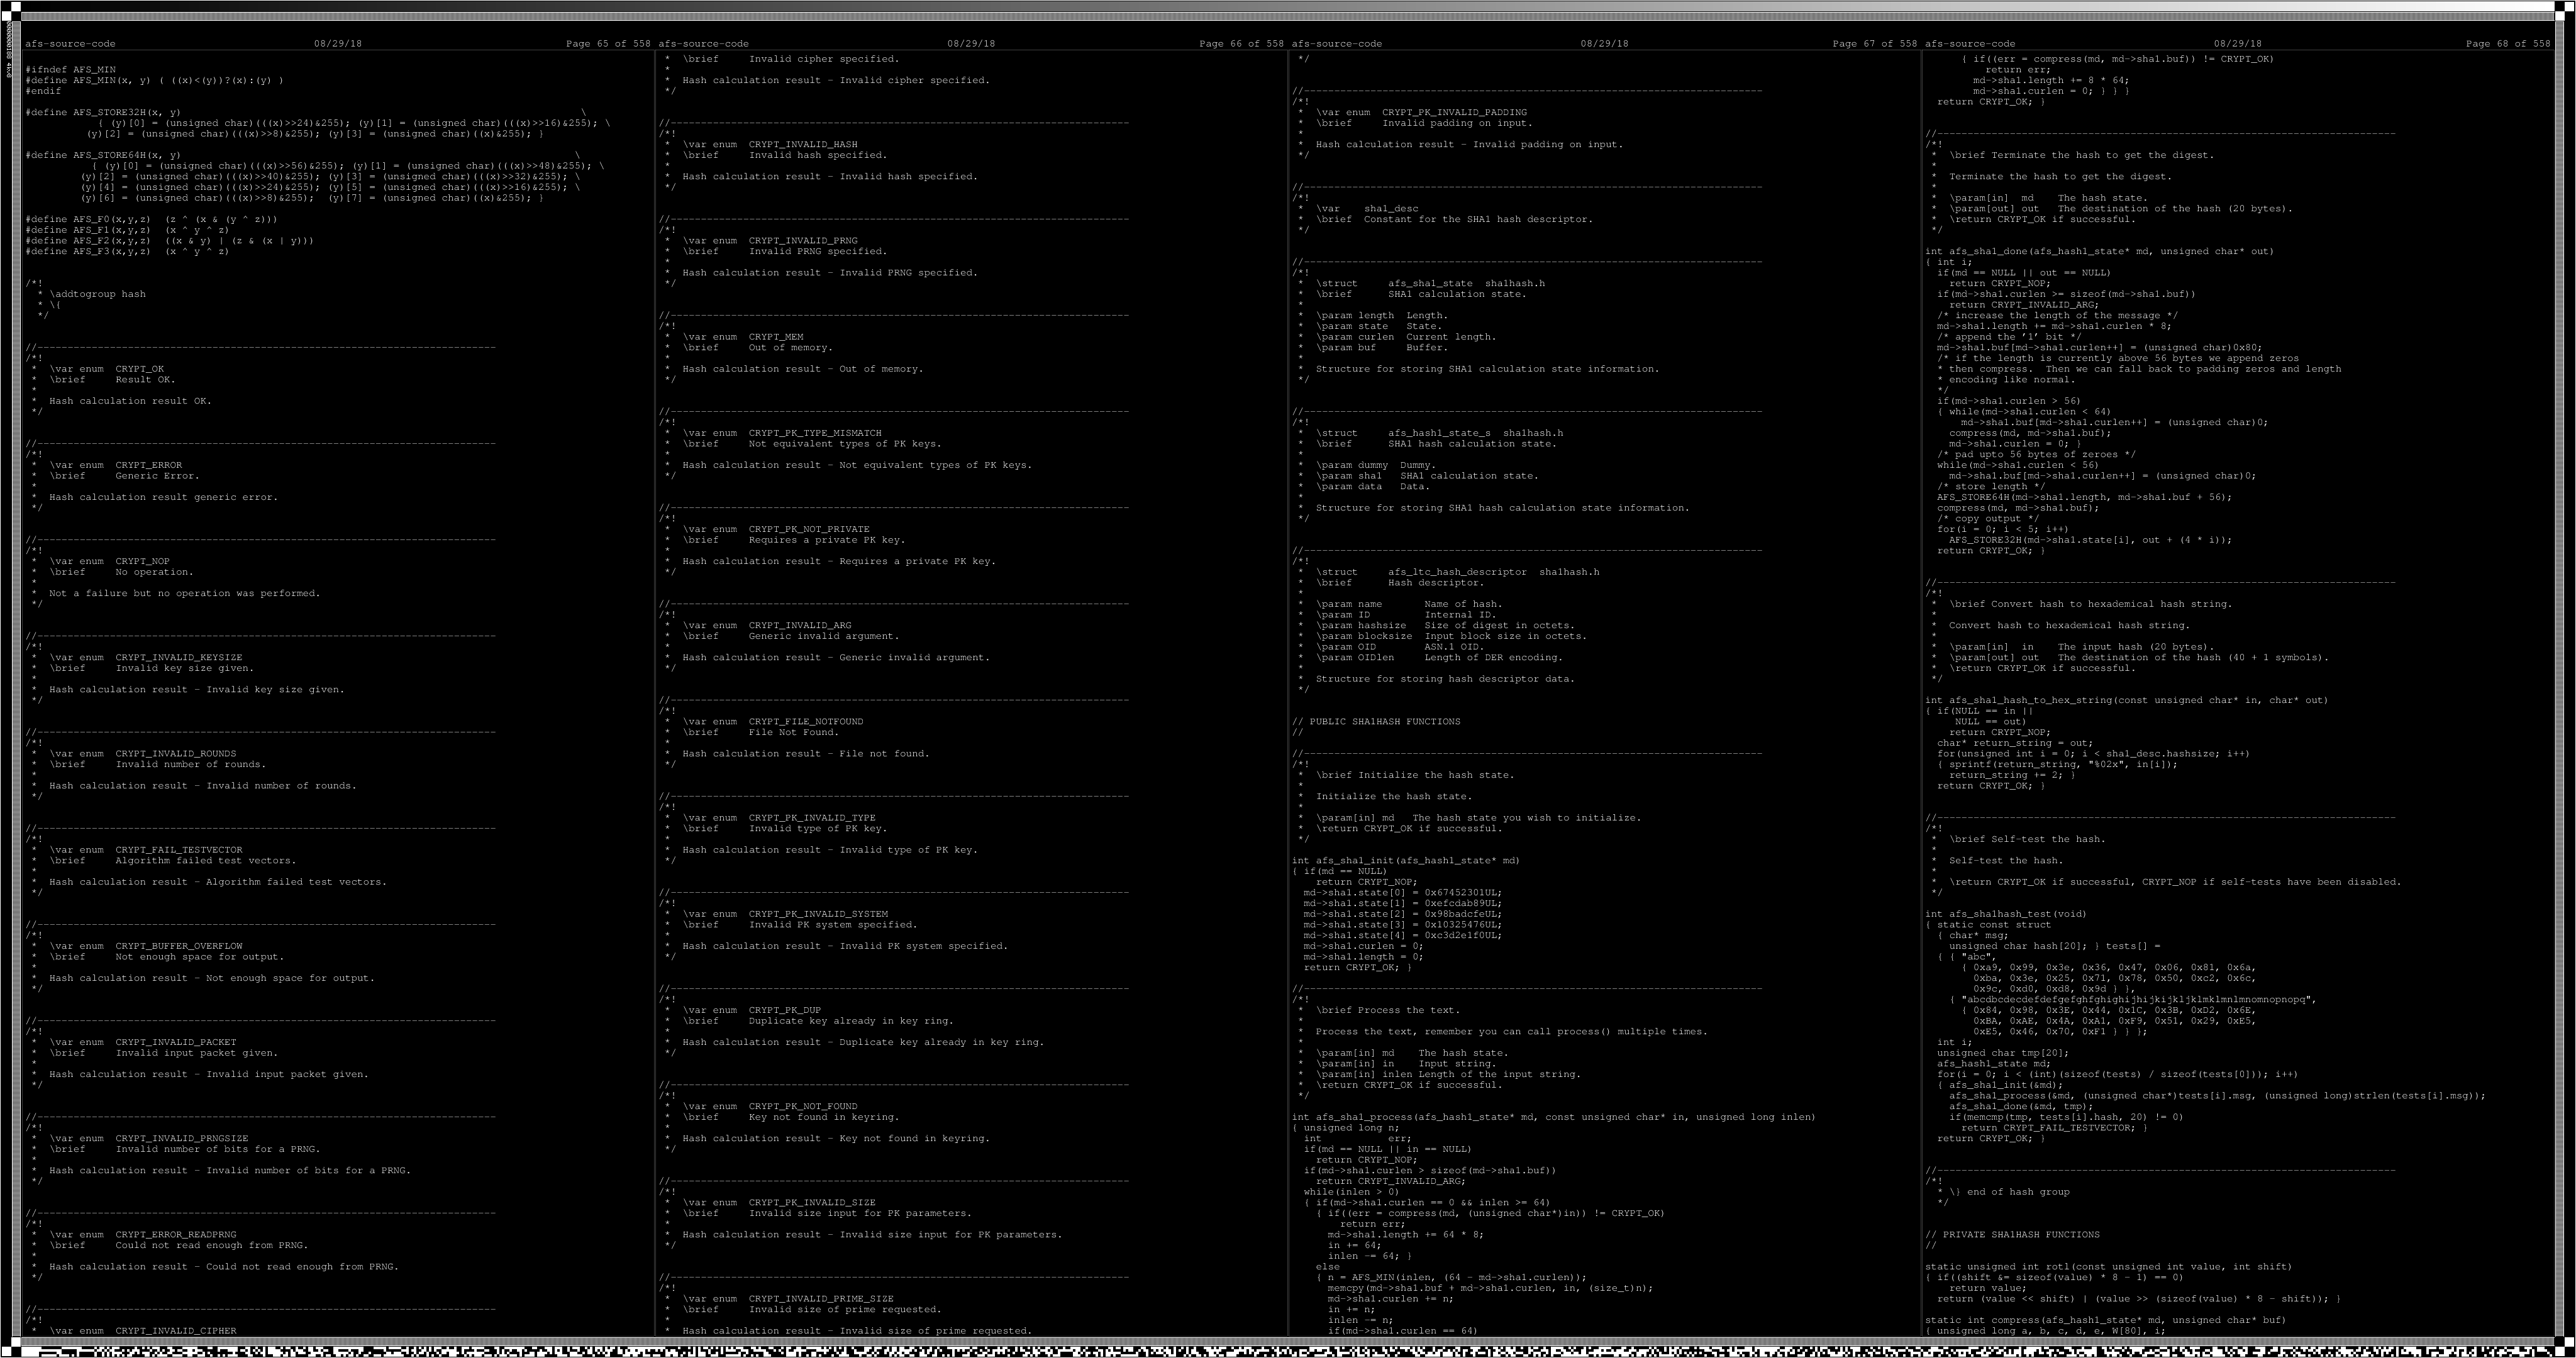 afs-source-code 08/29/18 Page 65 of 558
#ifndef AFS_MIN
#define AFS_MIN(x, y) ( ((x)<(y))?(x):(y) )
#endif
#define AFS_STORE32H(x, y) \
{ (y)[0] = (unsigned char)(((x)>>24)&255); (y)[1] = (unsigned char)(((x)>>16)&255); \
(y)[2] = (unsigned char)(((x)>>8)&255); (y)[3] = (unsigned char)((x)&255); }
#define AFS_STORE64H(x, y) \
{ (y)[0] = (unsigned char)(((x)>>56)&255); (y)[1] = (unsigned char)(((x)>>48)&255); \
(y)[2] = (unsigned char)(((x)>>40)&255); (y)[3] = (unsigned char)(((x)>>32)&255); \
(y)[4] = (unsigned char)(((x)>>24)&255); (y)[5] = (unsigned char)(((x)>>16)&255); \
(y)[6] = (unsigned char)(((x)>>8)&255); (y)[7] = (unsigned char)((x)&255); }
#define AFS_F0(x,y,z) (z ^ (x & (y ^ z)))
#define AFS_F1(x,y,z) (x ^ y ^ z)
#define AFS_F2(x,y,z) ((x & y) | (z & (x | y)))
#define AFS_F3(x,y,z) (x ^ y ^ z)
/*!
* \addtogroup hash
* \{
*/
//----------------------------------------------------------------------------
/*!
* \var enum CRYPT_OK
* \brief Result OK.
*
* Hash calculation result OK.
*/
//----------------------------------------------------------------------------
/*!
* \var enum CRYPT_ERROR
* \brief Generic Error.
*
* Hash calculation result generic error.
*/
//----------------------------------------------------------------------------
/*!
* \var enum CRYPT_NOP
* \brief No operation.
*
* Not a failure but no operation was performed.
*/
//----------------------------------------------------------------------------
/*!
* \var enum CRYPT_INVALID_KEYSIZE
* \brief Invalid key size given.
*
* Hash calculation result - Invalid key size given.
*/
//----------------------------------------------------------------------------
/*!
* \var enum CRYPT_INVALID_ROUNDS
* \brief Invalid number of rounds.
*
* Hash calculation result - Invalid number of rounds.
*/
//----------------------------------------------------------------------------
/*!
* \var enum CRYPT_FAIL_TESTVECTOR
* \brief Algorithm failed test vectors.
*
* Hash calculation result - Algorithm failed test vectors.
*/
//----------------------------------------------------------------------------
/*!
* \var enum CRYPT_BUFFER_OVERFLOW
* \brief Not enough space for output.
*
* Hash calculation result - Not enough space for output.
*/
//----------------------------------------------------------------------------
/*!
* \var enum CRYPT_INVALID_PACKET
* \brief Invalid input packet given.
*
* Hash calculation result - Invalid input packet given.
*/
//----------------------------------------------------------------------------
/*!
* \var enum CRYPT_INVALID_PRNGSIZE
* \brief Invalid number of bits for a PRNG.
*
* Hash calculation result - Invalid number of bits for a PRNG.
*/
//----------------------------------------------------------------------------
/*!
* \var enum CRYPT_ERROR_READPRNG
* \brief Could not read enough from PRNG.
*
* Hash calculation result - Could not read enough from PRNG.
*/
//----------------------------------------------------------------------------
/*!
* \var enum CRYPT_INVALID_CIPHER
afs-source-code 08/29/18 Page 66 of 558
* \brief Invalid cipher specified.
*
* Hash calculation result - Invalid cipher specified.
*/
//----------------------------------------------------------------------------
/*!
* \var enum CRYPT_INVALID_HASH
* \brief Invalid hash specified.
*
* Hash calculation result - Invalid hash specified.
*/
//----------------------------------------------------------------------------
/*!
* \var enum CRYPT_INVALID_PRNG
* \brief Invalid PRNG specified.
*
* Hash calculation result - Invalid PRNG specified.
*/
//----------------------------------------------------------------------------
/*!
* \var enum CRYPT_MEM
* \brief Out of memory.
*
* Hash calculation result - Out of memory.
*/
//----------------------------------------------------------------------------
/*!
* \var enum CRYPT_PK_TYPE_MISMATCH
* \brief Not equivalent types of PK keys.
*
* Hash calculation result - Not equivalent types of PK keys.
*/
//----------------------------------------------------------------------------
/*!
* \var enum CRYPT_PK_NOT_PRIVATE
* \brief Requires a private PK key.
*
* Hash calculation result - Requires a private PK key.
*/
//----------------------------------------------------------------------------
/*!
* \var enum CRYPT_INVALID_ARG
* \brief Generic invalid argument.
*
* Hash calculation result - Generic invalid argument.
*/
//----------------------------------------------------------------------------
/*!
* \var enum CRYPT_FILE_NOTFOUND
* \brief File Not Found.
*
* Hash calculation result - File not found.
*/
//----------------------------------------------------------------------------
/*!
* \var enum CRYPT_PK_INVALID_TYPE
* \brief Invalid type of PK key.
*
* Hash calculation result - Invalid type of PK key.
*/
//----------------------------------------------------------------------------
/*!
* \var enum CRYPT_PK_INVALID_SYSTEM
* \brief Invalid PK system specified.
*
* Hash calculation result - Invalid PK system specified.
*/
//----------------------------------------------------------------------------
/*!
* \var enum CRYPT_PK_DUP
* \brief Duplicate key already in key ring.
*
* Hash calculation result - Duplicate key already in key ring.
*/
//----------------------------------------------------------------------------
/*!
* \var enum CRYPT_PK_NOT_FOUND
* \brief Key not found in keyring.
*
* Hash calculation result - Key not found in keyring.
*/
//----------------------------------------------------------------------------
/*!
* \var enum CRYPT_PK_INVALID_SIZE
* \brief Invalid size input for PK parameters.
*
* Hash calculation result - Invalid size input for PK parameters.
*/
//----------------------------------------------------------------------------
/*!
* \var enum CRYPT_INVALID_PRIME_SIZE
* \brief Invalid size of prime requested.
*
* Hash calculation result - Invalid size of prime requested.
afs-source-code 08/29/18 Page 67 of 558
*/
//----------------------------------------------------------------------------
/*!
* \var enum CRYPT_PK_INVALID_PADDING
* \brief Invalid padding on input.
*
* Hash calculation result - Invalid padding on input.
*/
//----------------------------------------------------------------------------
/*!
* \var sha1_desc
* \brief Constant for the SHA1 hash descriptor.
*/
//----------------------------------------------------------------------------
/*!
* \struct afs_sha1_state sha1hash.h
* \brief SHA1 calculation state.
*
* \param length Length.
* \param state State.
* \param curlen Current length.
* \param buf Buffer.
*
* Structure for storing SHA1 calculation state information.
*/
//----------------------------------------------------------------------------
/*!
* \struct afs_hash1_state_s sha1hash.h
* \brief SHA1 hash calculation state.
*
* \param dummy Dummy.
* \param sha1 SHA1 calculation state.
* \param data Data.
*
* Structure for storing SHA1 hash calculation state information.
*/
//----------------------------------------------------------------------------
/*!
* \struct afs_ltc_hash_descriptor sha1hash.h
* \brief Hash descriptor.
*
* \param name Name of hash.
* \param ID Internal ID.
* \param hashsize Size of digest in octets.
* \param blocksize Input block size in octets.
* \param OID ASN.1 OID.
* \param OIDlen Length of DER encoding.
*
* Structure for storing hash descriptor data.
*/
// PUBLIC SHA1HASH FUNCTIONS
//
//----------------------------------------------------------------------------
/*!
* \brief Initialize the hash state.
*
* Initialize the hash state.
*
* \param[in] md The hash state you wish to initialize.
* \return CRYPT_OK if successful.
*/
int afs_sha1_init(afs_hash1_state* md)
{ if(md == NULL)
return CRYPT_NOP;
md->sha1.state[0] = 0x67452301UL;
md->sha1.state[1] = 0xefcdab89UL;
md->sha1.state[2] = 0x98badcfeUL;
md->sha1.state[3] = 0x10325476UL;
md->sha1.state[4] = 0xc3d2e1f0UL;
md->sha1.curlen = 0;
md->sha1.length = 0;
return CRYPT_OK; }
//----------------------------------------------------------------------------
/*!
* \brief Process the text.
*
* Process the text, remember you can call process() multiple times.
*
* \param[in] md The hash state.
* \param[in] in Input string.
* \param[in] inlen Length of the input string.
* \return CRYPT_OK if successful.
*/
int afs_sha1_process(afs_hash1_state* md, const unsigned char* in, unsigned long inlen)
{ unsigned long n;
int err;
if(md == NULL || in == NULL)
return CRYPT_NOP;
if(md->sha1.curlen > sizeof(md->sha1.buf))
return CRYPT_INVALID_ARG;
while(inlen > 0)
{ if(md->sha1.curlen == 0 && inlen >= 64)
{ if((err = compress(md, (unsigned char*)in)) != CRYPT_OK)
return err;
md->sha1.length += 64 * 8;
in += 64;
inlen -= 64; }
else
{ n = AFS_MIN(inlen, (64 - md->sha1.curlen));
memcpy(md->sha1.buf + md->sha1.curlen, in, (size_t)n);
md->sha1.curlen += n;
in += n;
inlen -= n;
if(md->sha1.curlen == 64)
afs-source-code 08/29/18 Page 68 of 558
{ if((err = compress(md, md->sha1.buf)) != CRYPT_OK)
return err;
md->sha1.length += 8 * 64;
md->sha1.curlen = 0; } } }
return CRYPT_OK; }
//----------------------------------------------------------------------------
/*!
* \brief Terminate the hash to get the digest.
*
* Terminate the hash to get the digest.
*
* \param[in] md The hash state.
* \param[out] out The destination of the hash (20 bytes).
* \return CRYPT_OK if successful.
*/
int afs_sha1_done(afs_hash1_state* md, unsigned char* out)
{ int i;
if(md == NULL || out == NULL)
return CRYPT_NOP;
if(md->sha1.curlen >= sizeof(md->sha1.buf))
return CRYPT_INVALID_ARG;
/* increase the length of the message */
md->sha1.length += md->sha1.curlen * 8;
/* append the '1' bit */
md->sha1.buf[md->sha1.curlen++] = (unsigned char)0x80;
/* if the length is currently above 56 bytes we append zeros
* then compress. Then we can fall back to padding zeros and length
* encoding like normal.
*/
if(md->sha1.curlen > 56)
{ while(md->sha1.curlen < 64)
md->sha1.buf[md->sha1.curlen++] = (unsigned char)0;
compress(md, md->sha1.buf);
md->sha1.curlen = 0; }
/* pad upto 56 bytes of zeroes */
while(md->sha1.curlen < 56)
md->sha1.buf[md->sha1.curlen++] = (unsigned char)0;
/* store length */
AFS_STORE64H(md->sha1.length, md->sha1.buf + 56);
compress(md, md->sha1.buf);
/* copy output */
for(i = 0; i < 5; i++)
AFS_STORE32H(md->sha1.state[i], out + (4 * i));
return CRYPT_OK; }
//----------------------------------------------------------------------------
/*!
* \brief Convert hash to hexademical hash string.
*
* Convert hash to hexademical hash string.
*
* \param[in] in The input hash (20 bytes).
* \param[out] out The destination of the hash (40 + 1 symbols).
* \return CRYPT_OK if successful.
*/
int afs_sha1_hash_to_hex_string(const unsigned char* in, char* out)
{ if(NULL == in ||
NULL == out)
return CRYPT_NOP;
char* return_string = out;
for(unsigned int i = 0; i < sha1_desc.hashsize; i++)
{ sprintf(return_string, "%02x", in[i]);
return_string += 2; }
return CRYPT_OK; }
//----------------------------------------------------------------------------
/*!
* \brief Self-test the hash.
*
* Self-test the hash.
*
* \return CRYPT_OK if successful, CRYPT_NOP if self-tests have been disabled.
*/
int afs_sha1hash_test(void)
{ static const struct
{ char* msg;
unsigned char hash[20]; } tests[] =
{ { "abc",
{ 0xa9, 0x99, 0x3e, 0x36, 0x47, 0x06, 0x81, 0x6a,
0xba, 0x3e, 0x25, 0x71, 0x78, 0x50, 0xc2, 0x6c,
0x9c, 0xd0, 0xd8, 0x9d } },
{ "abcdbcdecdefdefgefghfghighijhijkijkljklmklmnlmnomnopnopq",
{ 0x84, 0x98, 0x3E, 0x44, 0x1C, 0x3B, 0xD2, 0x6E,
0xBA, 0xAE, 0x4A, 0xA1, 0xF9, 0x51, 0x29, 0xE5,
0xE5, 0x46, 0x70, 0xF1 } } };
int i;
unsigned char tmp[20];
afs_hash1_state md;
for(i = 0; i < (int)(sizeof(tests) / sizeof(tests[0])); i++)
{ afs_sha1_init(&md);
afs_sha1_process(&md, (unsigned char*)tests[i].msg, (unsigned long)strlen(tests[i].msg));
afs_sha1_done(&md, tmp);
if(memcmp(tmp, tests[i].hash, 20) != 0)
return CRYPT_FAIL_TESTVECTOR; }
return CRYPT_OK; }
//----------------------------------------------------------------------------
/*!
* \} end of hash group
*/
// PRIVATE SHA1HASH FUNCTIONS
//
static unsigned int rotl(const unsigned int value, int shift)
{ if((shift &= sizeof(value) * 8 - 1) == 0)
return value;
return (value << shift) | (value >> (sizeof(value) * 8 - shift)); }
static int compress(afs_hash1_state* md, unsigned char* buf)
{ unsigned long a, b, c, d, e, W[80], i;